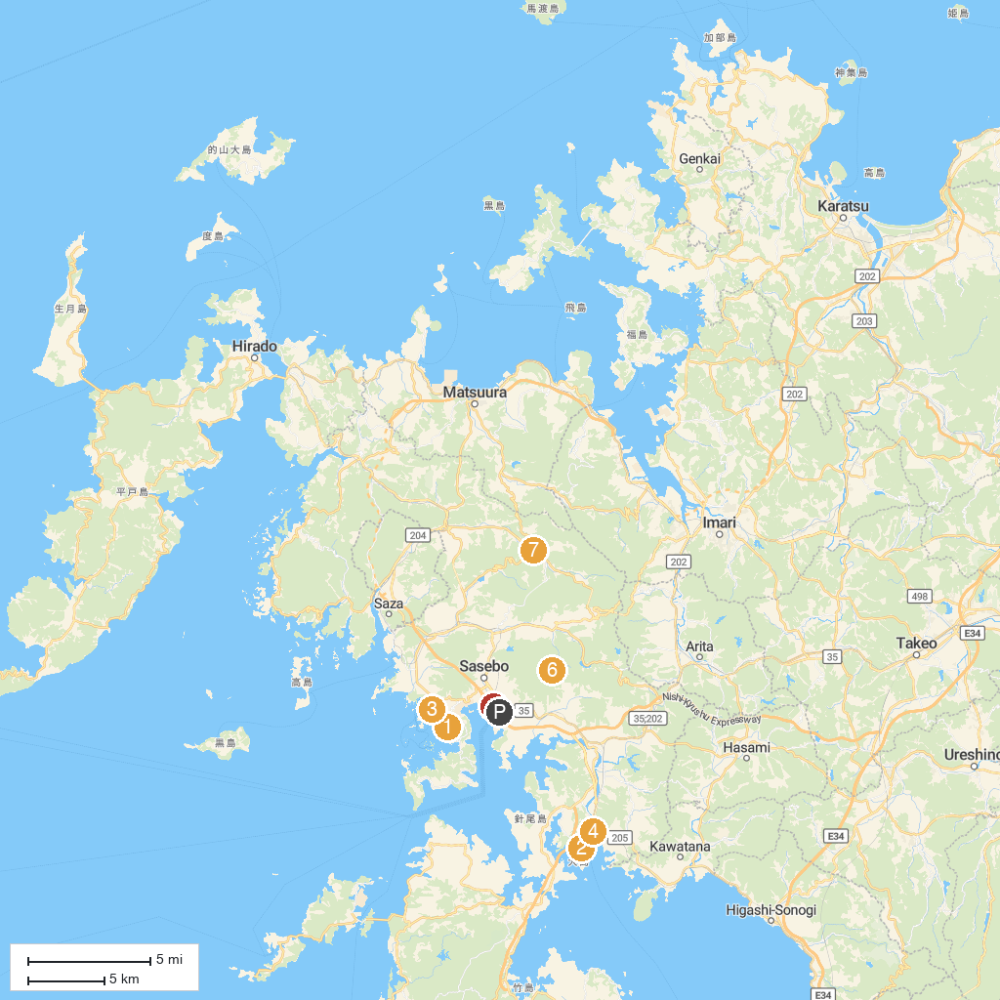 馬渡島
姫島
加部島
神集島
的山大島
Genkai
高島
黒島
Karatsu
度島
202
生月島
飛島
203
福島
Hirado
Matsuura
202
平戸島
Imari
204
7
202
498
Saza
E34
Arita
Takeo
35
Sasebo
6
高島
Nishi-Kyushu Expressway
3
P
35
35;202
1
黒島
Hasami
Ureshino
針尾島
4
205
E34
2
Kawatana
Higashi-Sonogi
5 mi
5 km
竹島
E34